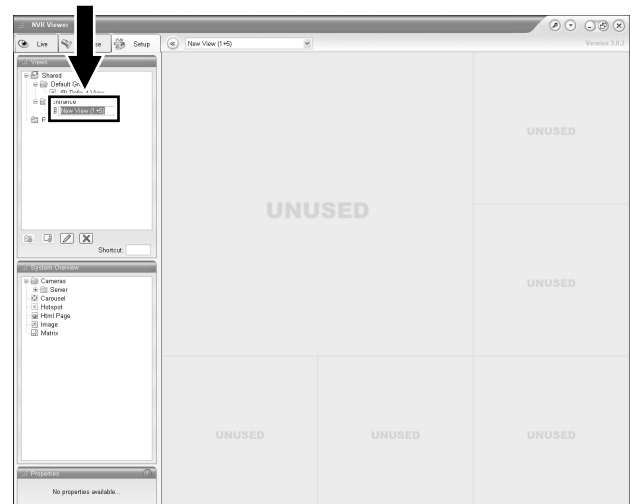 NVR Viewer
Live
Setup
New View (1+5)
Version 3.0.2
Views
Shared
Default
New View (1+5)
Shortcut:
System Overview
Cameras
Server
Carousel
Hotspot
Html Page
Image
Matrix
Properties
No properties available...
UNUSED
UNUSED
UNUSED
UNUSED
UNUSED
UNUSED